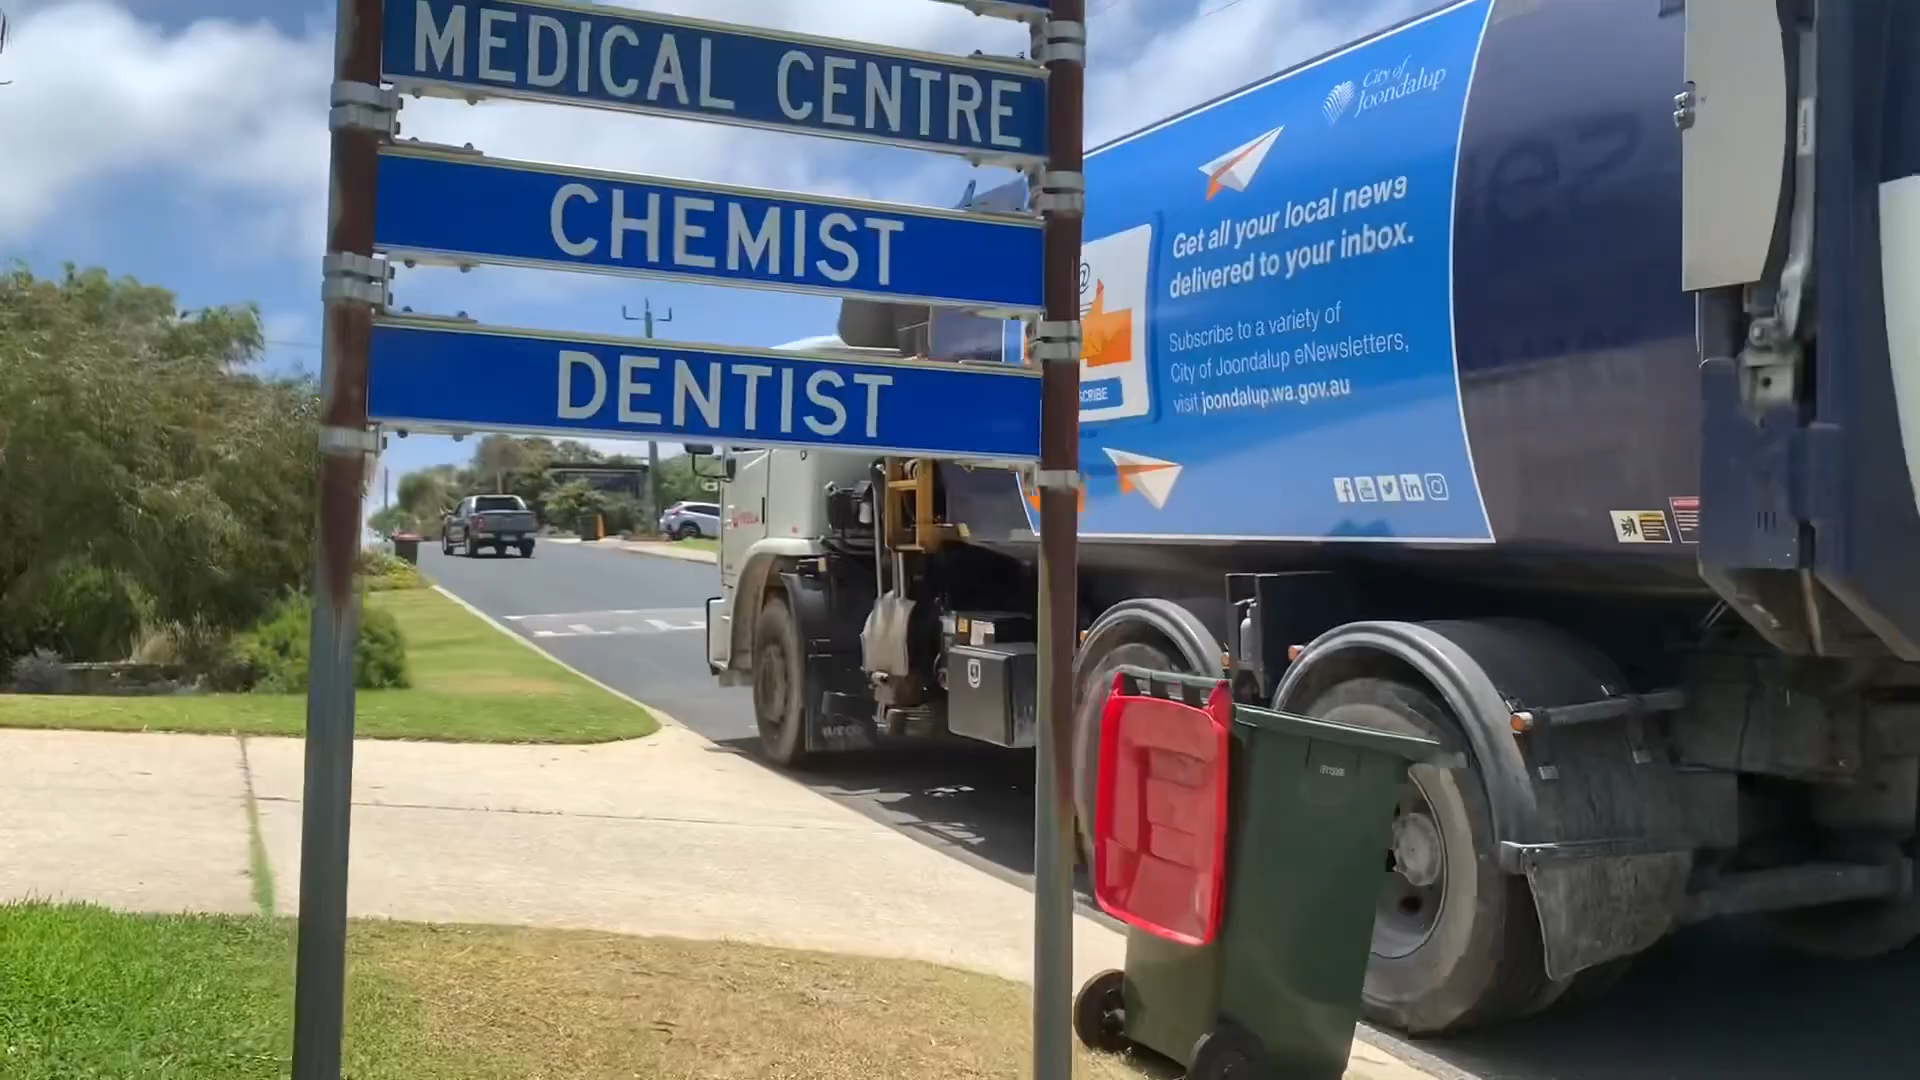 MEDICAL CENTRE
CHEMIST
DENTIST
City of
Joondalup
Get all your local news
delivered to your inbox.
Subscribe to a variety of
City of Joondalup eNewsletters,
visit joondalup.wa.gov.au
IVECO